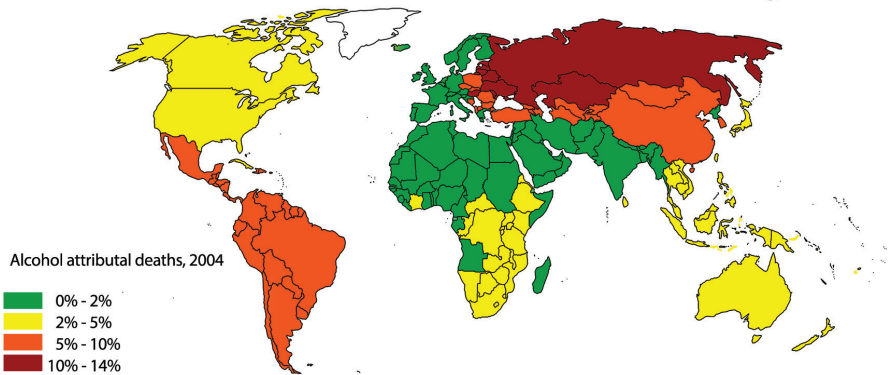 Alcohol attributal deaths, 2004
0% - 2%
2% - 5%
5% - 10%
10% - 14%